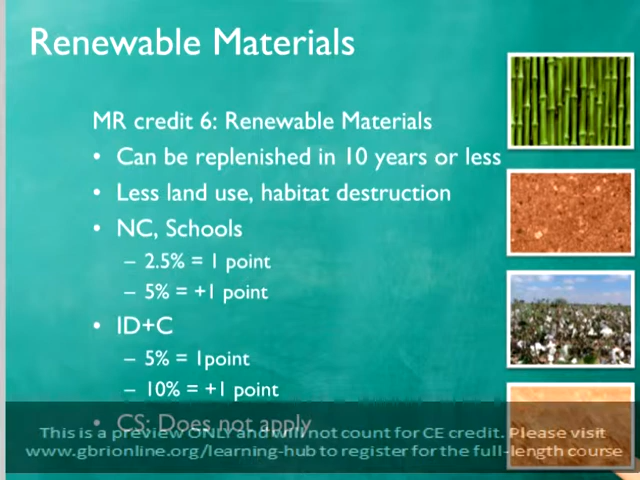 Renewable Materials
MR credit 6: Renewable Materials
• Can be replenished in 10 years or less
• Less land use, habitat destruction
• NC, Schools
– 2.5% = 1 point
– 5% = +1 point
• ID+C
– 5% = 1point
– 10% = +1 point
• CS: Does not apply
This is a preview ONLY and will not count for CE credit. Please visit
www.gbrionline.org/learning-hub to register for the full-length course